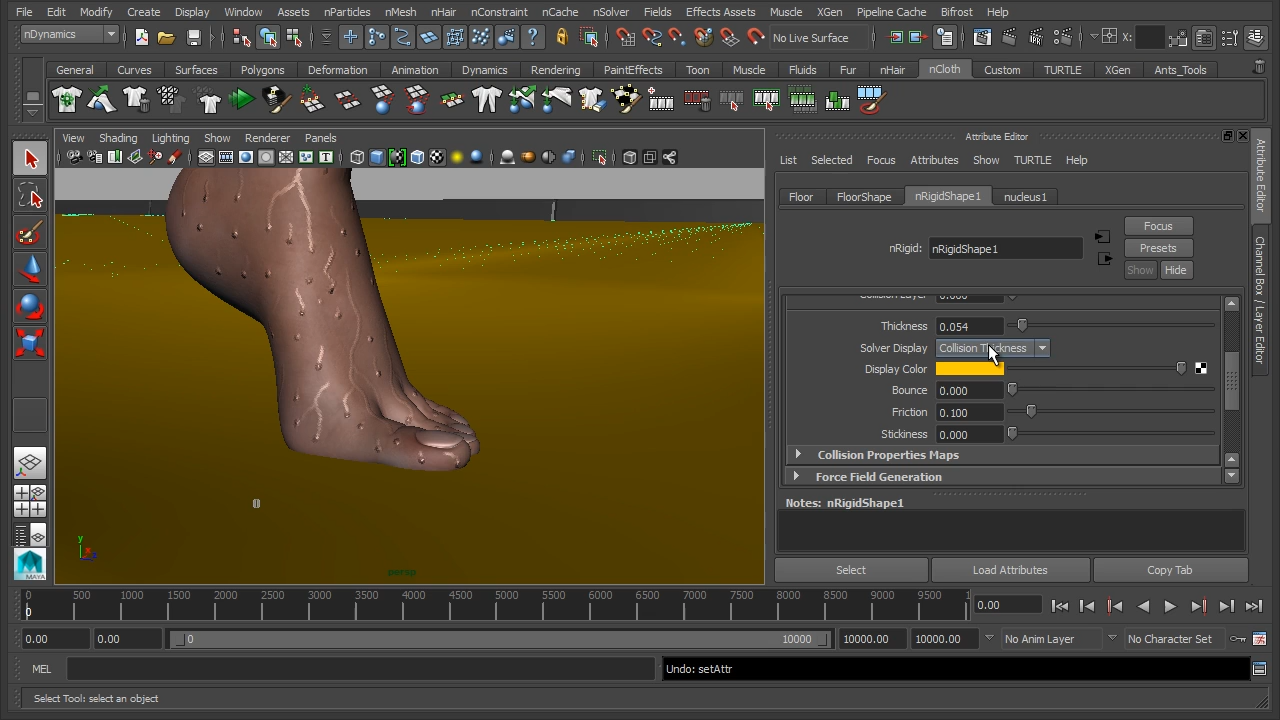 File Edit Modify Create Display Window Assets nParticles nMesh nHair nConstraint nCache nSolver Fields Effects Assets Muscle XGen Pipeline Cache Bifrost Help
nDynamics No Live Surface X:
General Curves Surfaces Polygons Deformation Animation Dynamics Rendering PaintEffects Toon Muscle Fluids Fur nHair nCloth Custom TURTLE XGen Ants_Tools
View Shading Lighting Show Renderer Panels
Attribute Editor
List Selected Focus Attributes Show TURTLE Help
Floor FloorShape nRigidShape1 nucleus1
Focus
nRigid: nRigidShape1 Presets
Show Hide
Collision Layer 0.000
Thickness 0.054
Solver Display Collision Thickness
Display Color
Bounce 0.000
Friction 0.100
Stickiness 0.000
Collision Properties Maps
Force Field Generation
Notes: nRigidShape1
Select Load Attributes Copy Tab
Attribute Editor
Channel Box / Layer Editor
y
x
persp
MAYA
0 500 1000 1500 2000 2500 3000 3500 4000 4500 5000 5500 6000 6500 7000 7500 8000 8500 9000 9500 1
0 0.00
0.00 0.00 0 10000 10000.00 10000.00 No Anim Layer No Character Set
MEL Undo: setAttr
Select Tool: select an object